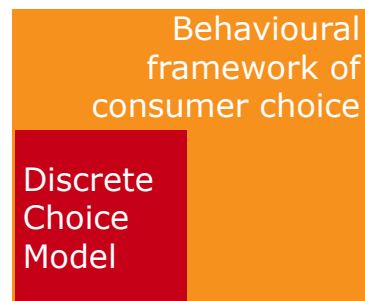 Behavioural
framework of
consumer choice
Discrete
Choice
Model